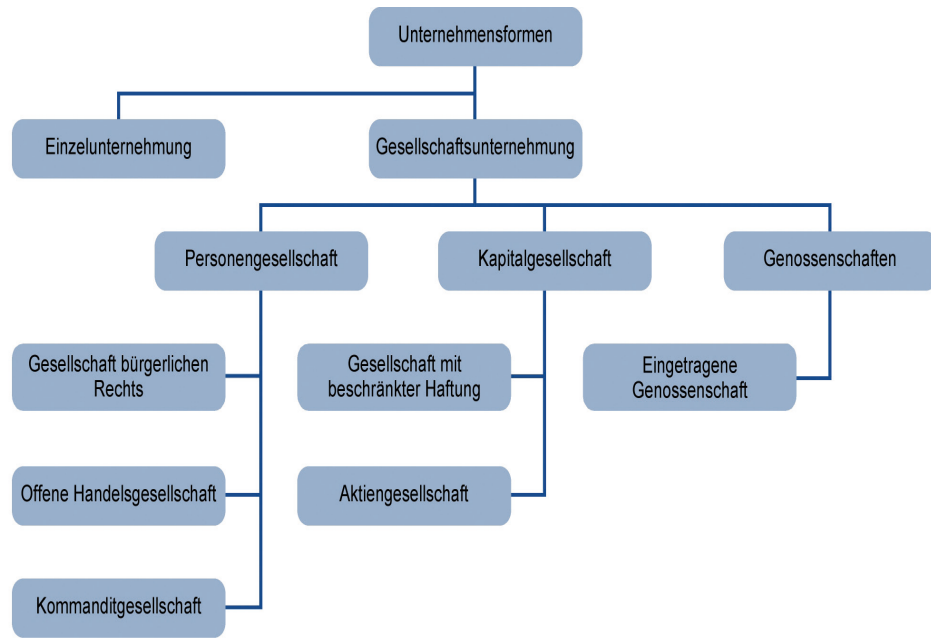 Unternehmensformen
Einzelunternehmung
Gesellschaftsunternehmung
Personengesellschaft
Kapitalgesellschaft
Genossenschaften
Gesellschaft bürgerlichen
Rechts
Gesellschaft mit
beschränkter Haftung
Eingetragene
Genossenschaft
Offene Handelsgesellschaft
Aktiengesellschaft
Kommanditgesellschaft